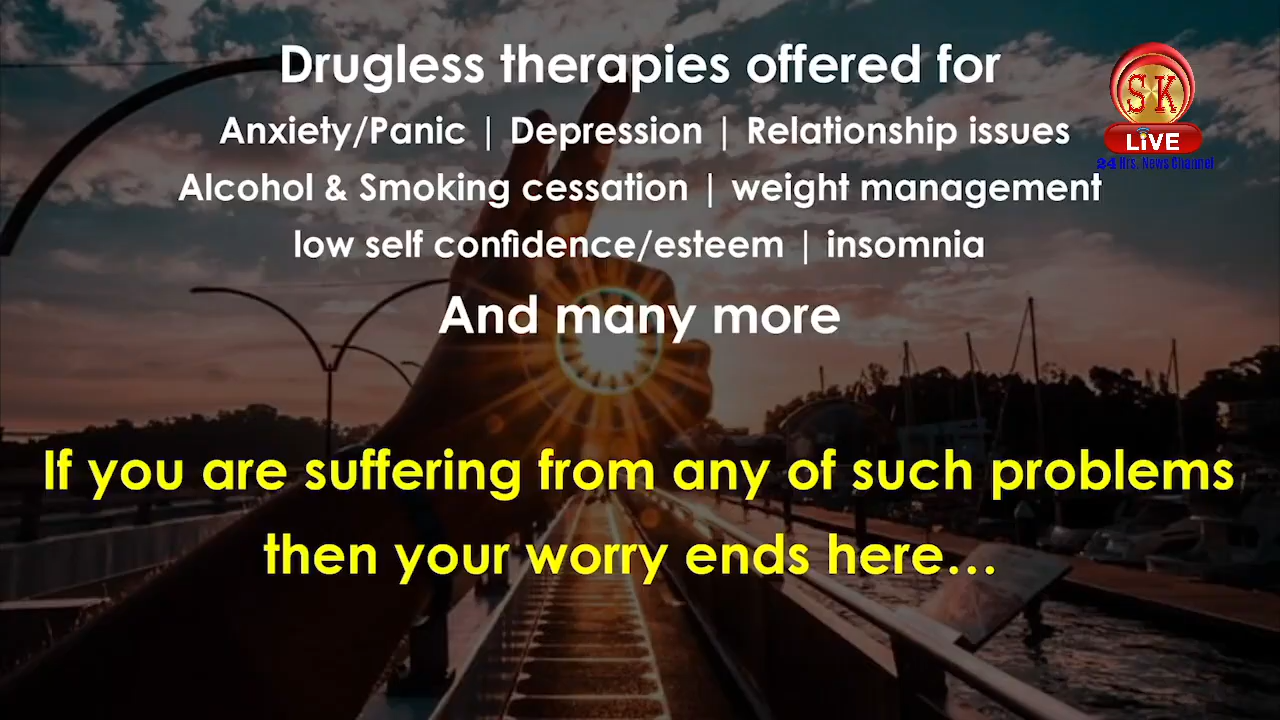 Drugless therapies offered for
Anxiety/Panic | Depression | Relationship issues
Alcohol & Smoking cessation | weight management
low self confidence/esteem | insomnia
And many more
If you are suffering from any of such problems
then your worry ends here...
SK
LiVE
24 Hrs. News Channel